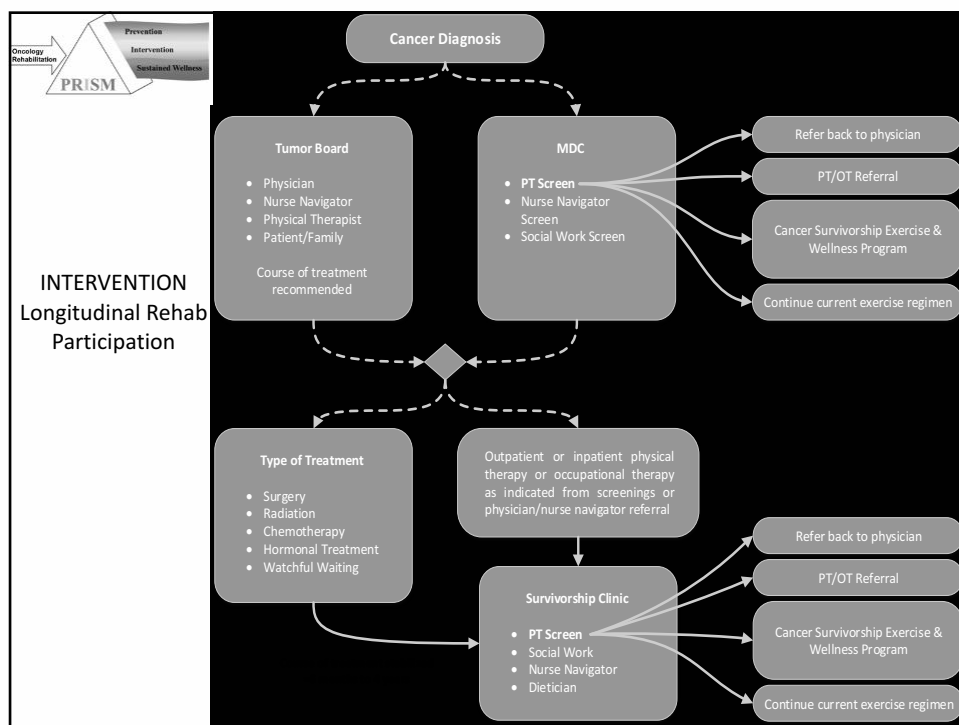 Oncology
Rehabilitation
Prevention
Intervention
Sustained Wellness
PRISM
INTERVENTION
Longitudinal Rehab
Participation
Cancer Diagnosis
Tumor Board
• Physician
• Nurse Navigator
• Physical Therapist
• Patient/Family
Course of treatment
recommended
MDC
• PT Screen
• Nurse Navigator
Screen
• Social Work Screen
Refer back to physician
PT/OT Referral
Cancer Survivorship Exercise &
Wellness Program
Continue current exercise regimen
Type of Treatment
• Surgery
• Radiation
• Chemotherapy
• Hormonal Treatment
• Watchful Waiting
Outpatient or inpatient physical
therapy or occupational therapy
as indicated from screenings or
physician/nurse navigator referral
Survivorship Clinic
• PT Screen
• Social Work
• Nurse Navigator
• Dietician
Refer back to physician
PT/OT Referral
Cancer Survivorship Exercise &
Wellness Program
Continue current exercise regimen